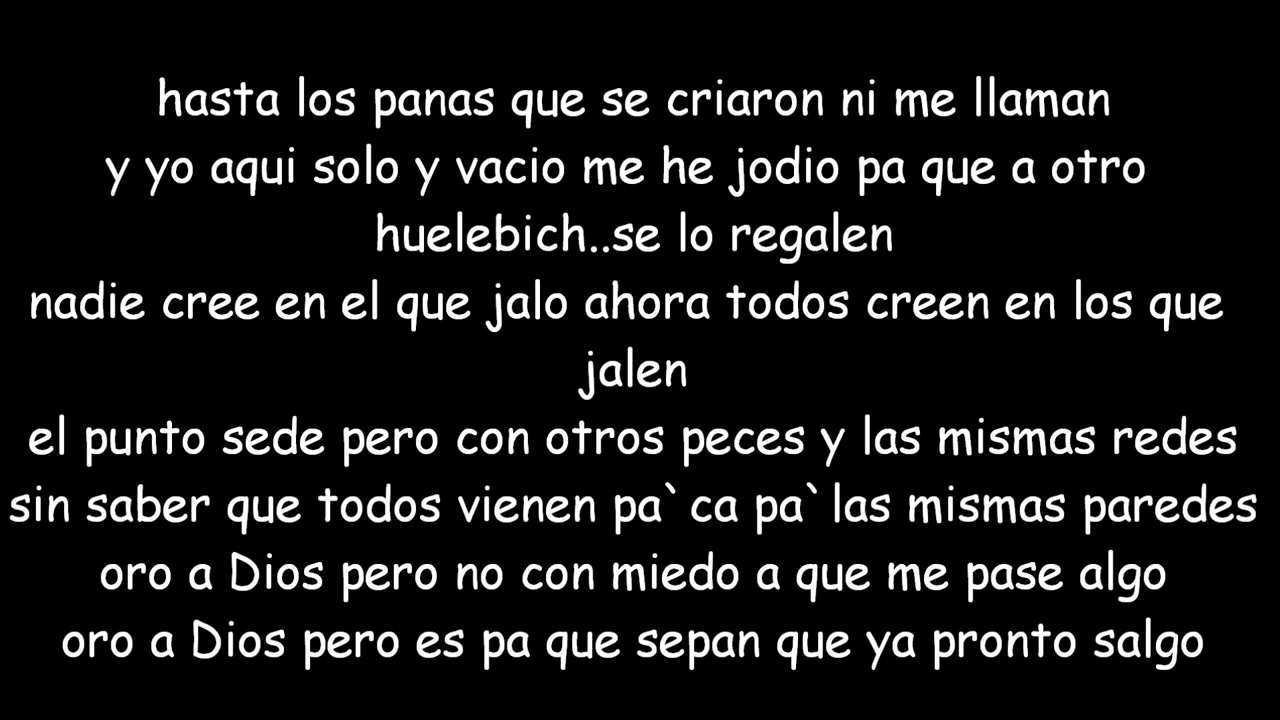 hasta los panas que se criaron ni me llaman
y yo aqui solo y vacio me he jodio pa que a otro
huelebich..se lo regalen
nadie cree en el que jalo ahora todos creen en los que
jalen
el punto sede pero con otros peces y las mismas redes
sin saber que todos vienen pa`ca pa`las mismas paredes
oro a Dios pero no con miedo a que me pase algo
oro a Dios pero es pa que sepan que ya pronto salgo